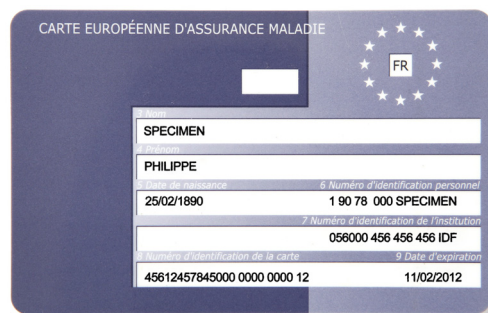 CARTE EUROPÉENNE D'ASSURANCE MALADIE
FR
3 Nom
SPECIMEN
4 Prénom
PHILIPPE
5 Date de naissance 6 Numéro d'identification personnel
25/02/1890 1 90 78 000 SPECIMEN
7 Numéro d'identification de l'institution
056000 456 456 456 IDF
8 Numéro d'identification de la carte 9 Date d'expiration
45612457845000 0000 0000 12 11/02/2012